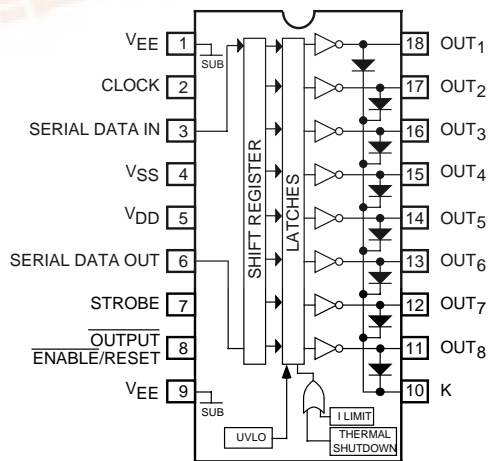 VEE 1
SUB
CLOCK 2
SERIAL DATA IN 3
VSS 4
VDD 5
SERIAL DATA OUT 6
STROBE 7
OUTPUT
ENABLE/RESET 8
VEE 9
SUB
SHIFT REGISTER
LATCHES
UVLO
I LIMIT
THERMAL
SHUTDOWN
18 OUT1
17 OUT2
16 OUT3
15 OUT4
14 OUT5
13 OUT6
12 OUT7
11 OUT8
10 K